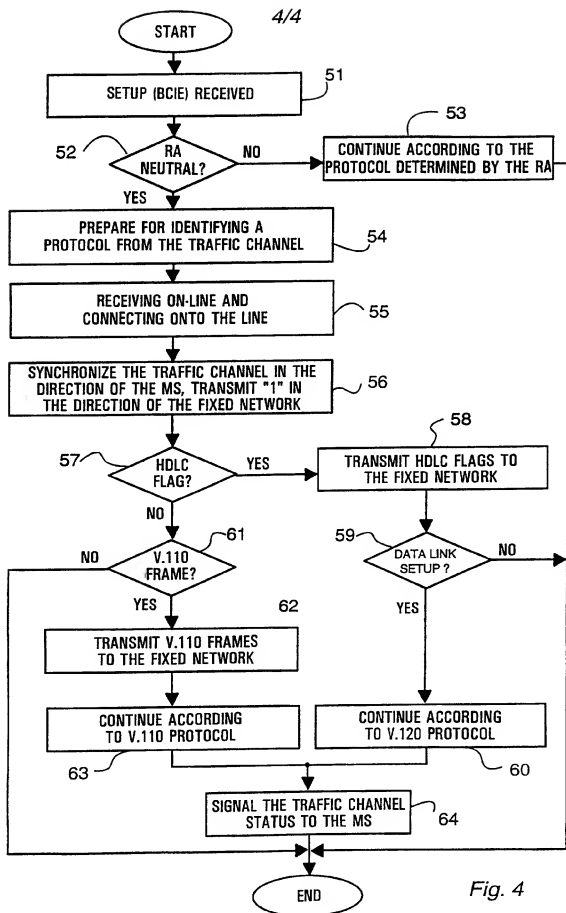 4/4
START
SETUP (BCIE) RECEIVED
51
52
RA
NEUTRAL?
NO
YES
53
CONTINUE ACCORDING TO THE
PROTOCOL DETERMINED BY THE RA
PREPARE FOR IDENTIFYING A
PROTOCOL FROM THE TRAFFIC CHANNEL
54
RECEIVING ON-LINE AND
CONNECTING ONTO THE LINE
55
SYNCHRONIZE THE TRAFFIC CHANNEL IN THE
DIRECTION OF THE MS, TRANSMIT "1" IN
THE DIRECTION OF THE FIXED NETWORK
56
57
HDLC
FLAG?
YES
NO
58
TRANSMIT HDLC FLAGS TO
THE FIXED NETWORK
59
DATA LINK
SETUP ?
NO
YES
61
NO
V.110
FRAME?
YES
62
TRANSMIT V.110 FRAMES
TO THE FIXED NETWORK
CONTINUE ACCORDING
TO V.110 PROTOCOL
63
CONTINUE ACCORDING
TO V.120 PROTOCOL
60
SIGNAL THE TRAFFIC CHANNEL
STATUS TO THE MS
64
END
Fig. 4